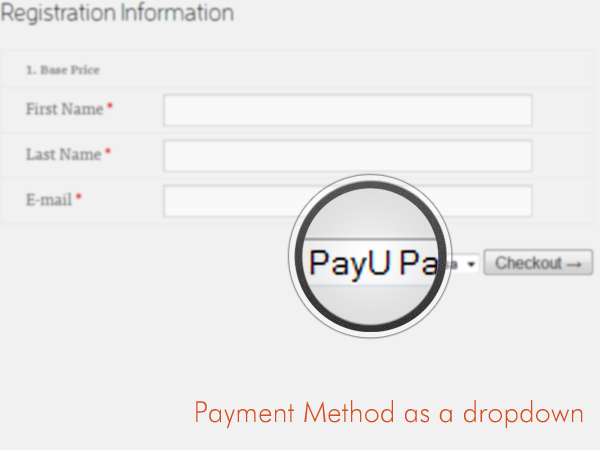 Registration Information
1. Base Price
First Name *
Last Name *
E-mail *
PayU Pa a ▾ Checkout →
Payment Method as a dropdown